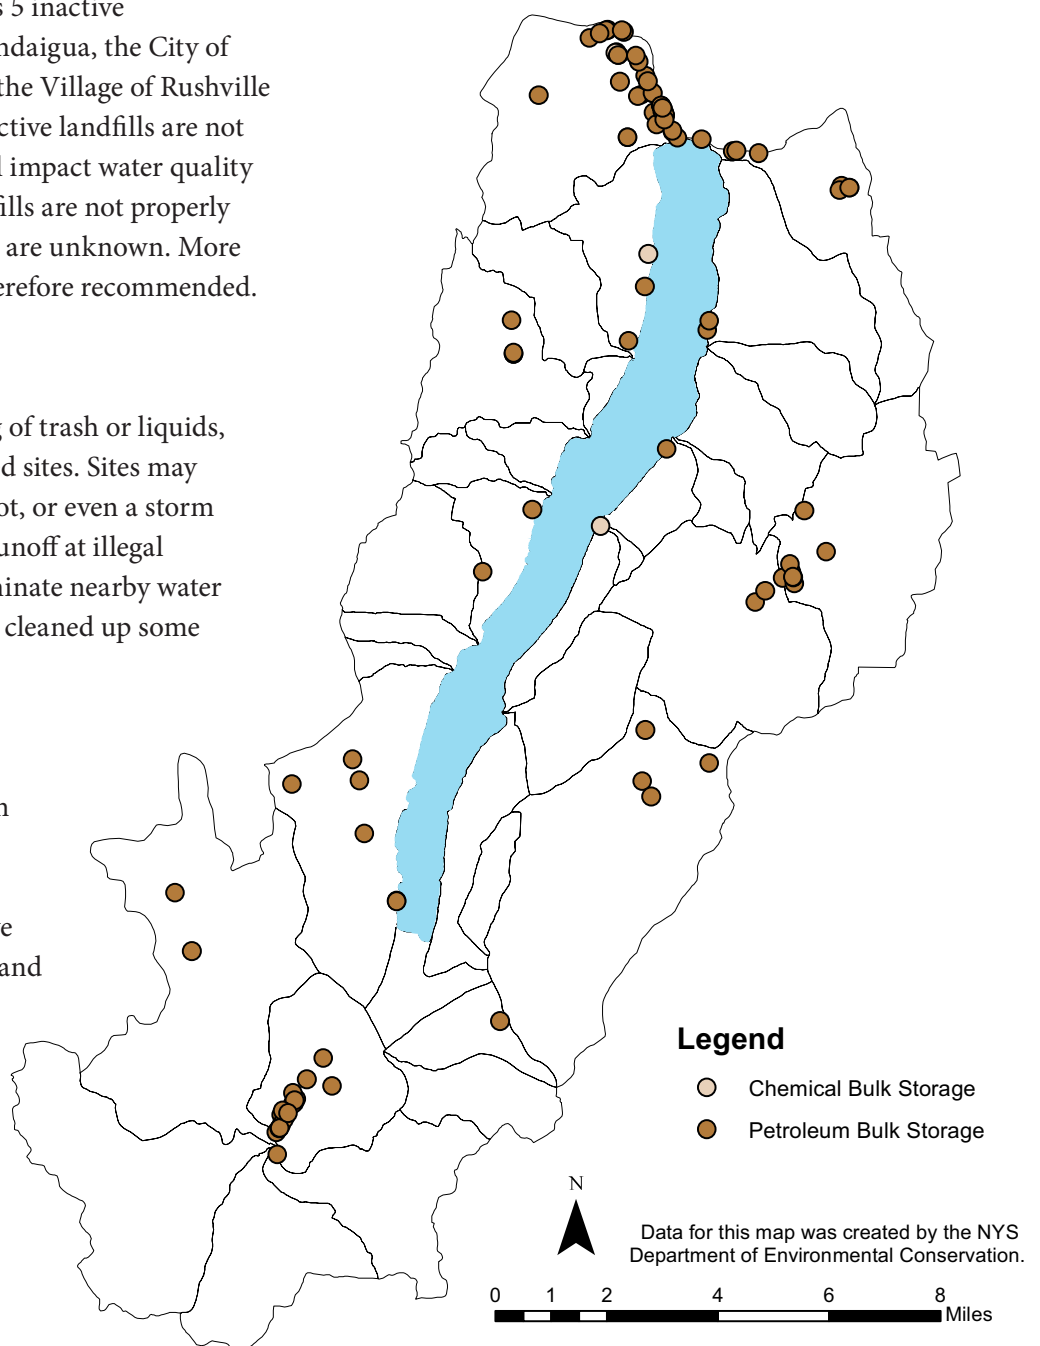 s 5 inactive
ndaigua, the City of
the Village of Rushville
ctive landfills are not
l impact water quality
fills are not properly
are unknown. More
erefore recommended.
g of trash or liquids,
d sites. Sites may
ot, or even a storm
unoff at illegal
minate nearby water
cleaned up some
n
e
and
Legend
Chemical Bulk Storage
Petroleum Bulk Storage
N
Data for this map was created by the NYS
Department of Environmental Conservation.
0 1 2 4 6 8
Miles